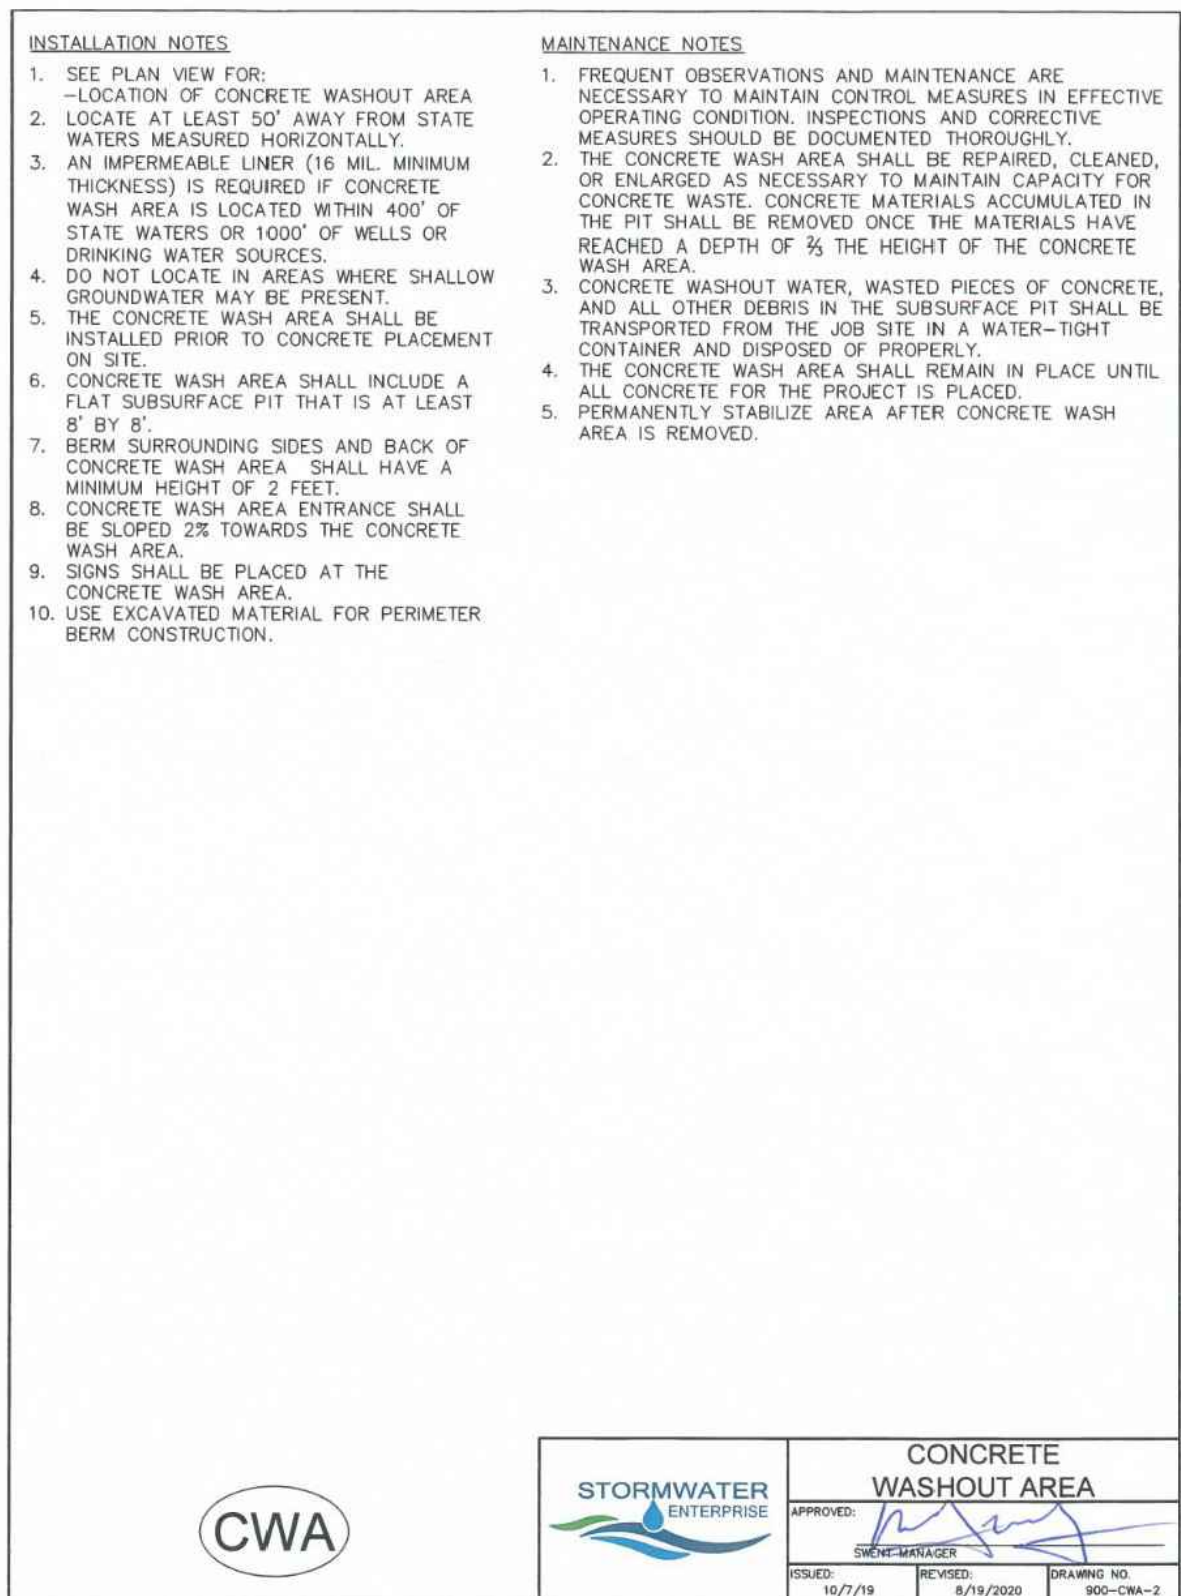 INSTALLATION NOTES
1. SEE PLAN VIEW FOR:
-LOCATION OF CONCRETE WASHOUT AREA
2. LOCATE AT LEAST 50' AWAY FROM STATE
WATERS MEASURED HORIZONTALLY.
3. AN IMPERMEABLE LINER (16 MIL. MINIMUM
THICKNESS) IS REQUIRED IF CONCRETE
WASH AREA IS LOCATED WITHIN 400' OF
STATE WATERS OR 1000' OF WELLS OR
DRINKING WATER SOURCES.
4. DO NOT LOCATE IN AREAS WHERE SHALLOW
GROUNDWATER MAY BE PRESENT.
5. THE CONCRETE WASH AREA SHALL BE
INSTALLED PRIOR TO CONCRETE PLACEMENT
ON SITE.
6. CONCRETE WASH AREA SHALL INCLUDE A
FLAT SUBSURFACE PIT THAT IS AT LEAST
8' BY 8'.
7. BERM SURROUNDING SIDES AND BACK OF
CONCRETE WASH AREA SHALL HAVE A
MINIMUM HEIGHT OF 2 FEET.
8. CONCRETE WASH AREA ENTRANCE SHALL
BE SLOPED 2% TOWARDS THE CONCRETE
WASH AREA.
9. SIGNS SHALL BE PLACED AT THE
CONCRETE WASH AREA.
10. USE EXCAVATED MATERIAL FOR PERIMETER
BERM CONSTRUCTION.
MAINTENANCE NOTES
1. FREQUENT OBSERVATIONS AND MAINTENANCE ARE
NECESSARY TO MAINTAIN CONTROL MEASURES IN EFFECTIVE
OPERATING CONDITION. INSPECTIONS AND CORRECTIVE
MEASURES SHOULD BE DOCUMENTED THOROUGHLY.
2. THE CONCRETE WASH AREA SHALL BE REPAIRED, CLEANED,
OR ENLARGED AS NECESSARY TO MAINTAIN CAPACITY FOR
CONCRETE WASTE. CONCRETE MATERIALS ACCUMULATED IN
THE PIT SHALL BE REMOVED ONCE THE MATERIALS HAVE
REACHED A DEPTH OF ⅔ THE HEIGHT OF THE CONCRETE
WASH AREA.
3. CONCRETE WASHOUT WATER, WASTED PIECES OF CONCRETE,
AND ALL OTHER DEBRIS IN THE SUBSURFACE PIT SHALL BE
TRANSPORTED FROM THE JOB SITE IN A WATER-TIGHT
CONTAINER AND DISPOSED OF PROPERLY.
4. THE CONCRETE WASH AREA SHALL REMAIN IN PLACE UNTIL
ALL CONCRETE FOR THE PROJECT IS PLACED.
5. PERMANENTLY STABILIZE AREA AFTER CONCRETE WASH
AREA IS REMOVED.
CWA
STORMWATER
ENTERPRISE
CONCRETE
WASHOUT AREA
APPROVED:
SWENT MANAGER
ISSUED:
10/7/19
REVISED:
8/19/2020
DRAWING NO.
900-CWA-2